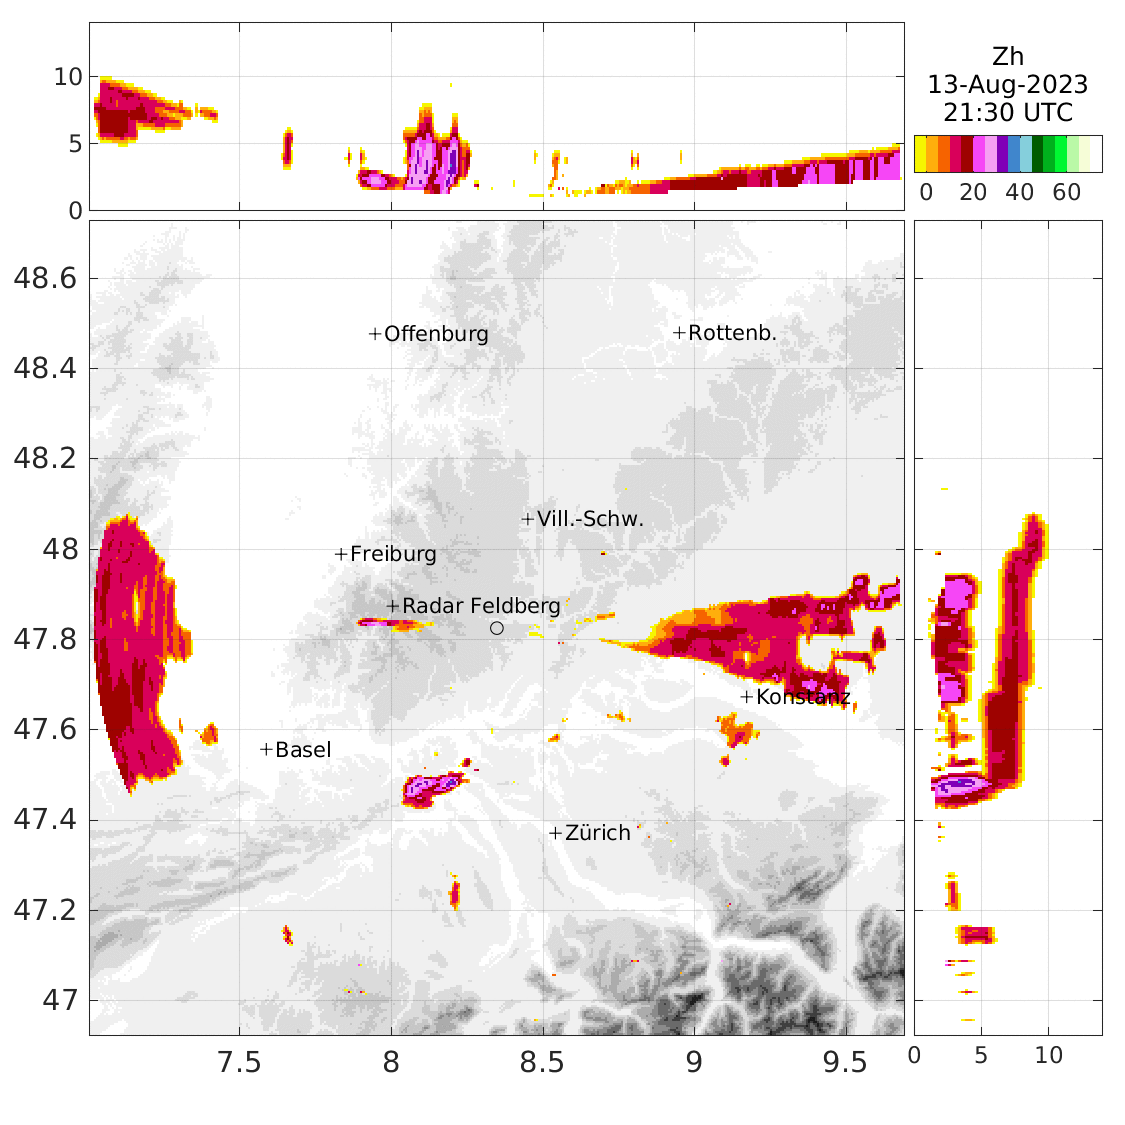 10
5
0
Zh
13-Aug-2023
21:30 UTC
0 20 40 60
48.6
48.4
48.2
48
47.8
47.6
47.4
47.2
47
+Offenburg
+Rottenb.
+Vill.-Schw.
+Freiburg
+Radar Feldberg
+Konstanz
+Basel
+Zürich
7.5 8 8.5 9 9.5
0 5 10